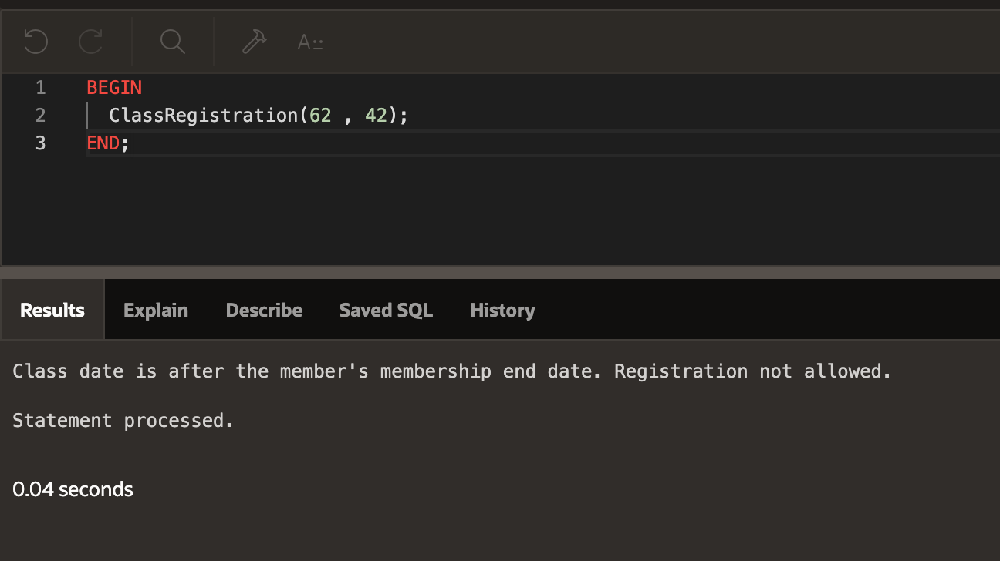 A::
1 BEGIN
2 ClassRegistration(62 , 42);
3 END;
Results Explain Describe Saved SQL History
Class date is after the member's membership end date. Registration not allowed.
Statement processed.
0.04 seconds